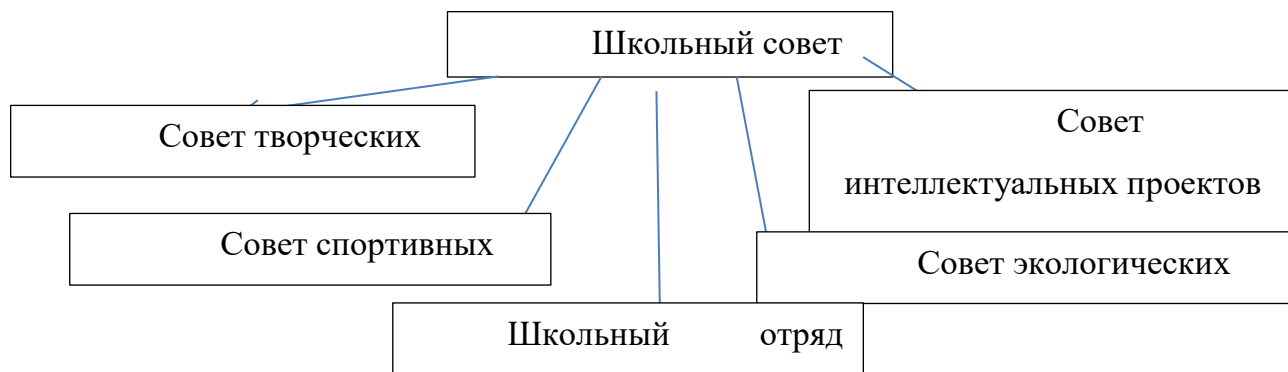 Школьный совет
Совет творческих
Совет
интеллектуальных проектов
Совет спортивных
Совет экологических
Школьный отряд